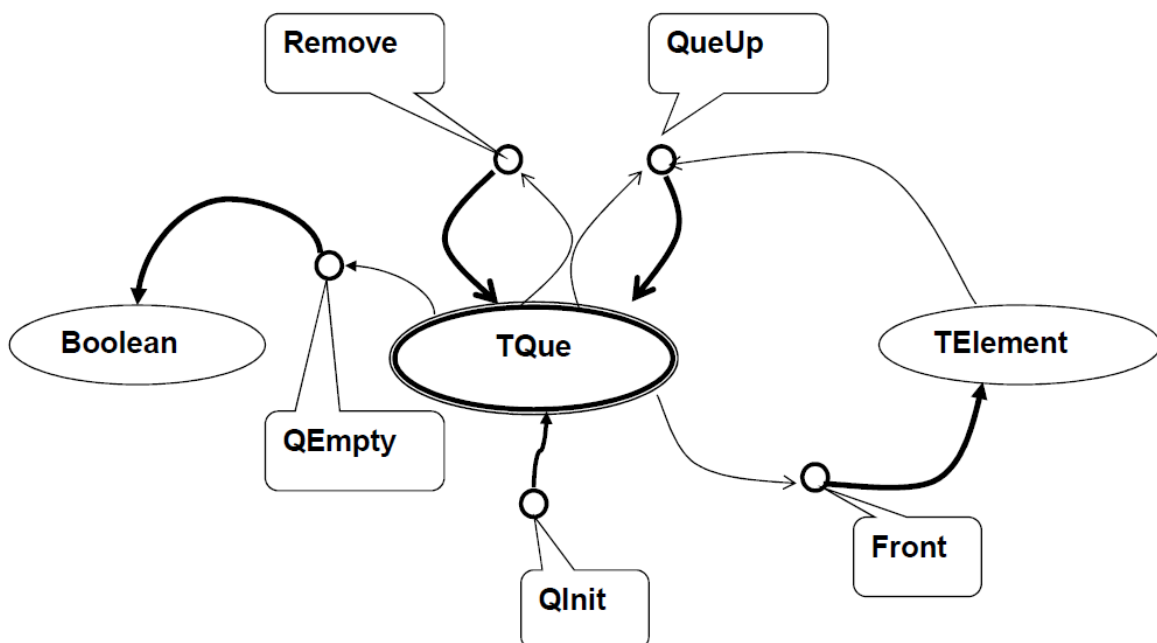 Remove
QueUp
Boolean
TQue
TElement
QEmpty
Front
QInit